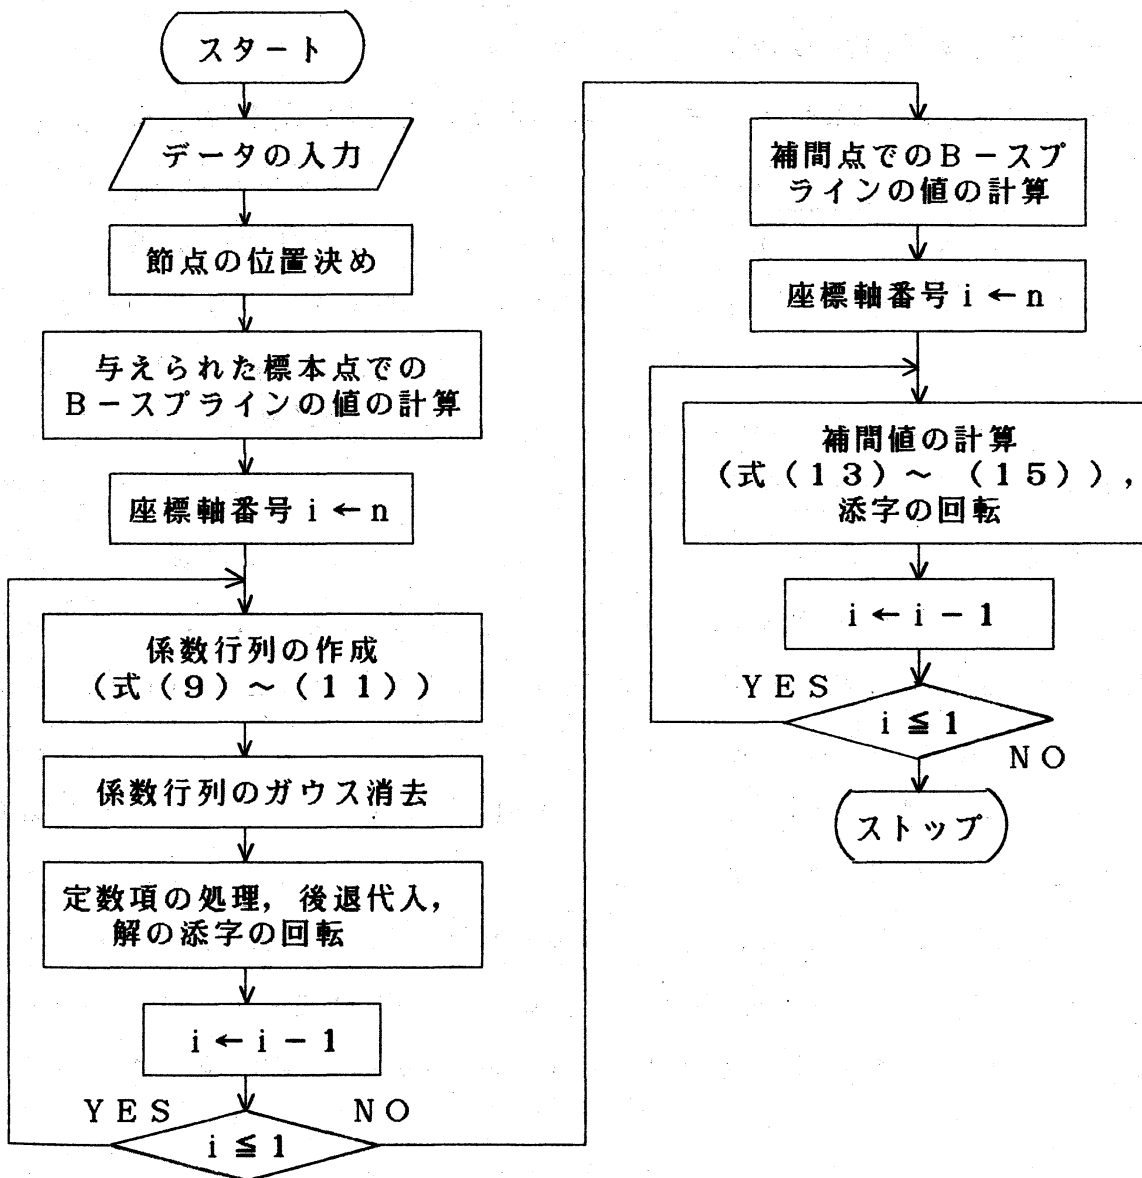 スタート
データの入力
節点の位置決め
与えられた標本点での
B－スプラインの値の計算
座標軸番号 i ← n
係数行列の作成
（式（9）～（11））
係数行列のガウス消去
定数項の処理，後退代入，
解の添字の回転
i ← i － 1
YES
NO
i ≦ 1
補間点でのB－スプ
ラインの値の計算
座標軸番号 i ← n
補間値の計算
（式（13）～（15）），
添字の回転
i ← i － 1
YES
i ≦ 1
NO
ストップ